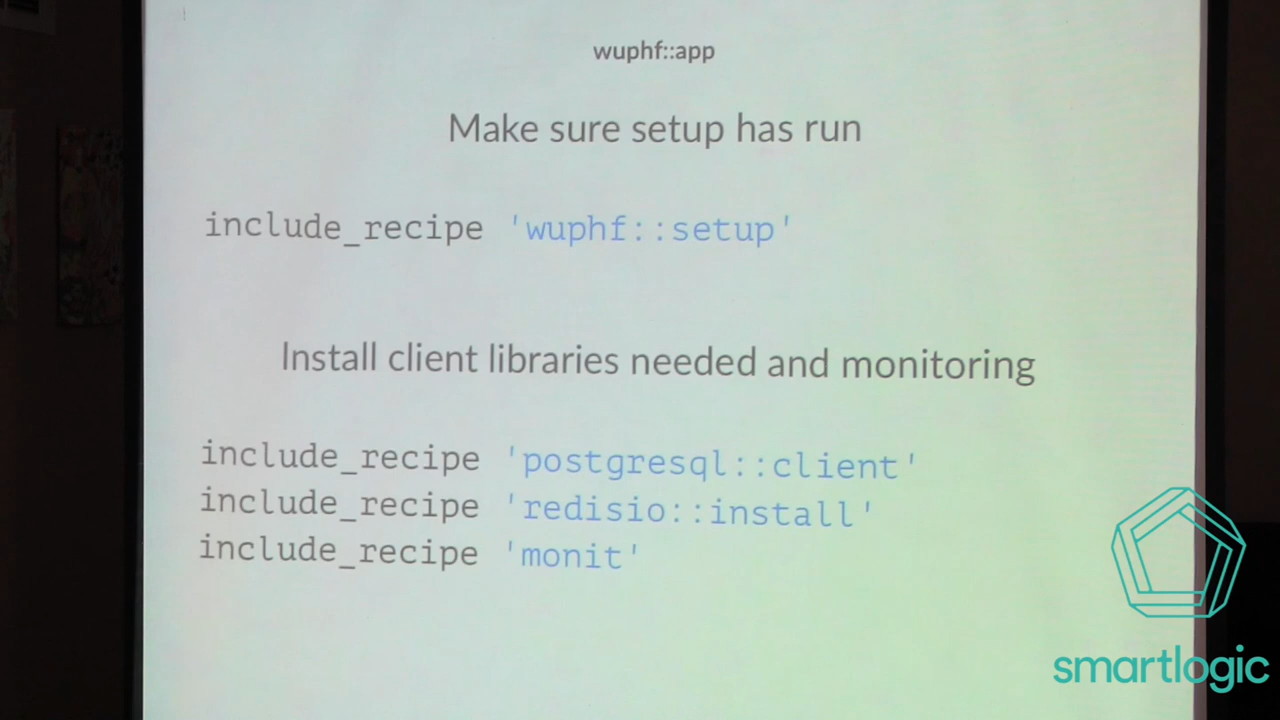 wuphf::app
Make sure setup has run
include_recipe 'wuphf::setup'
Install client libraries needed and monitoring
include_recipe 'postgresql::client'
include_recipe 'redisio::install'
include_recipe 'monit'
smartlogic